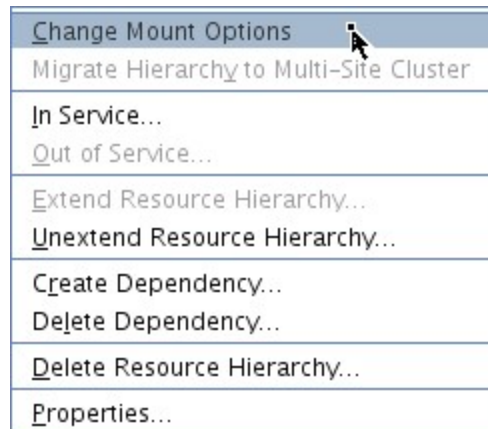 Change Mount Options
Migrate Hierarchy to Multi-Site Cluster
In Service...
Out of Service...
Extend Resource Hierarchy...
Unextend Resource Hierarchy...
Create Dependency...
Delete Dependency...
Delete Resource Hierarchy...
Properties...